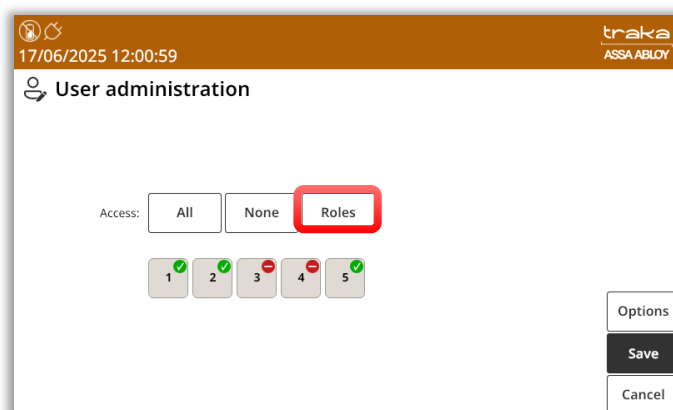 traka
17/06/2025 12:00:59
ASSA ABLOY
User administration
Access:
All
None
Roles
1
2
3
4
5
Options
Save
Cancel